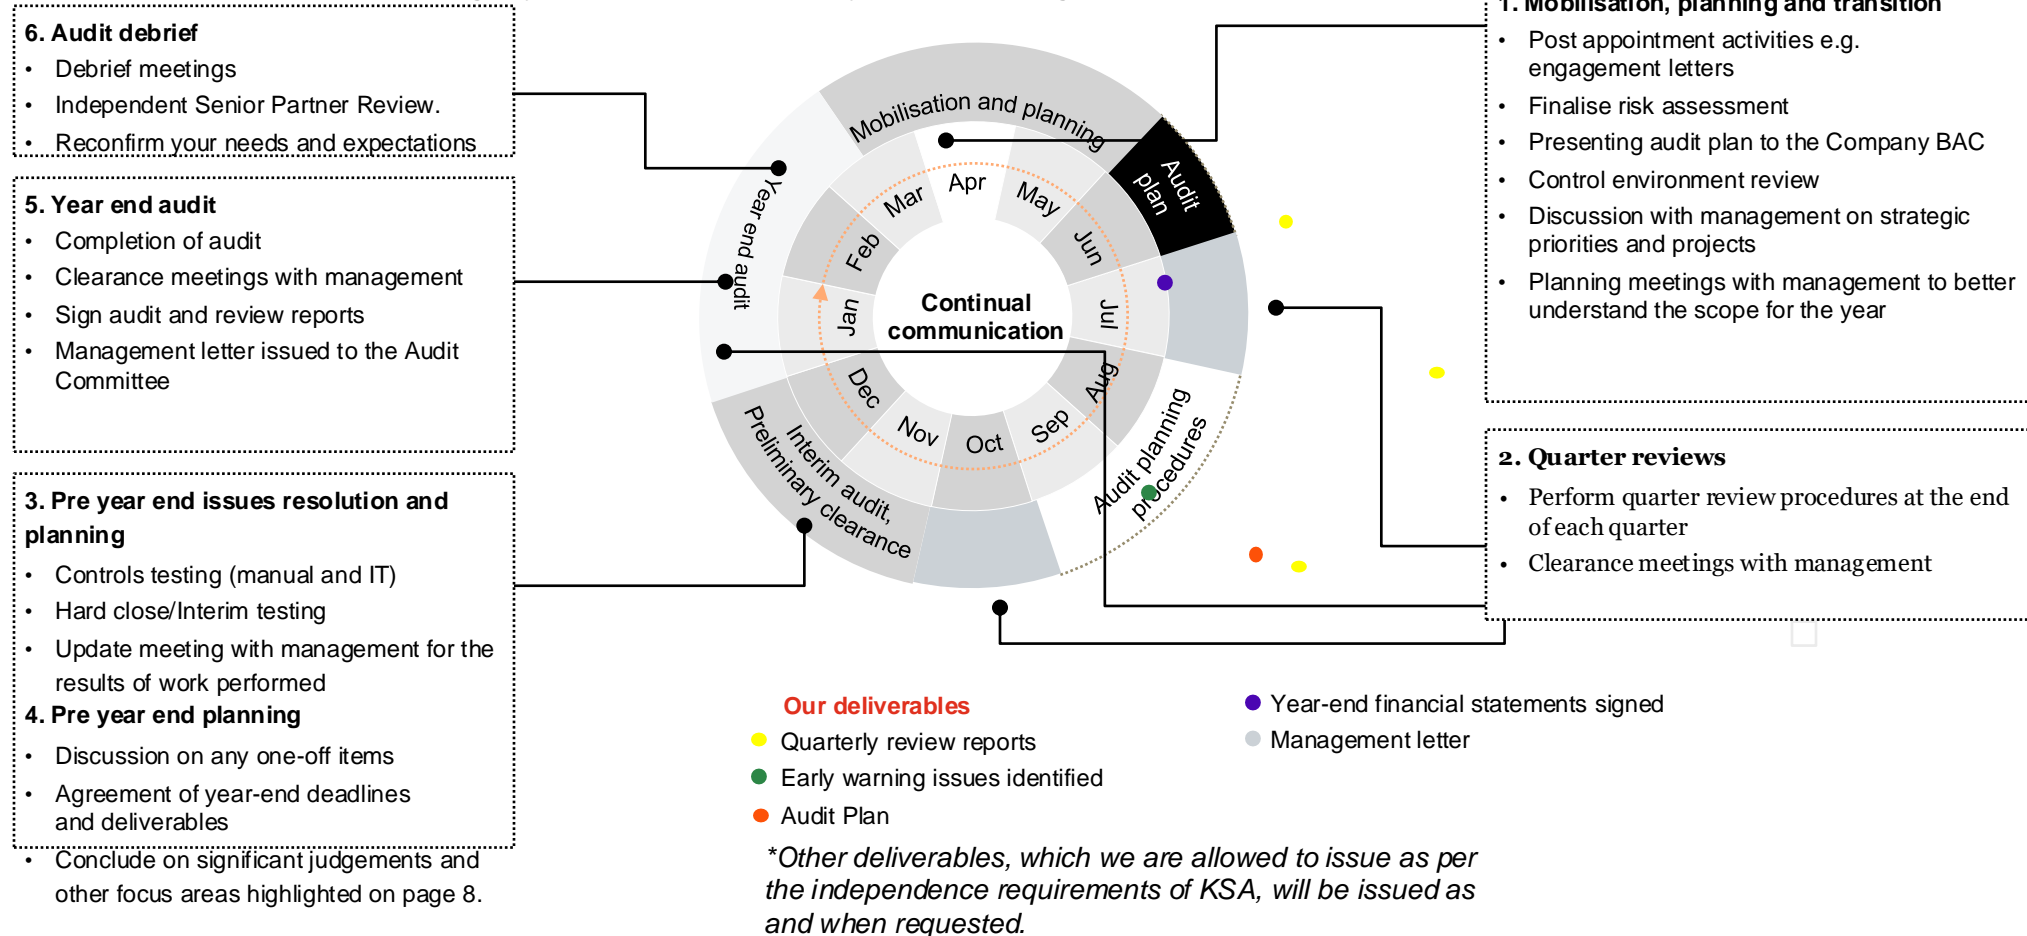 6. Audit debrief
• Debrief meetings
• Independent Senior Partner Review.
• Reconfirm your needs and expectations
5. Year end audit
• Completion of audit
• Clearance meetings with management
• Sign audit and review reports
• Management letter issued to the Audit
Committee
3. Pre year end issues resolution and
planning
• Controls testing (manual and IT)
• Hard close/Interim testing
• Update meeting with management for the
results of work performed
4. Pre year end planning
• Discussion on any one-off items
• Agreement of year-end deadlines
and deliverables
• Conclude on significant judgements and
other focus areas highlighted on page 8.
Mobilisation and planning
Audit
plan
Year end audit
Apr
May
Jun
Jul
Aug
Sep
Oct
Nov
Dec
Jan
Feb
Mar
Continual
communication
Audit planning
procedures
Interim audit,
Preliminary clearance
1. Mobilisation, planning and transition
• Post appointment activities e.g.
engagement letters
• Finalise risk assessment
• Presenting audit plan to the Company BAC
• Control environment review
• Discussion with management on strategic
priorities and projects
• Planning meetings with management to better
understand the scope for the year
2. Quarter reviews
• Perform quarter review procedures at the end
of each quarter
• Clearance meetings with management
Our deliverables
Quarterly review reports
Early warning issues identified
Audit Plan
Year-end financial statements signed
Management letter
*Other deliverables, which we are allowed to issue as per
the independence requirements of KSA, will be issued as
and when requested.